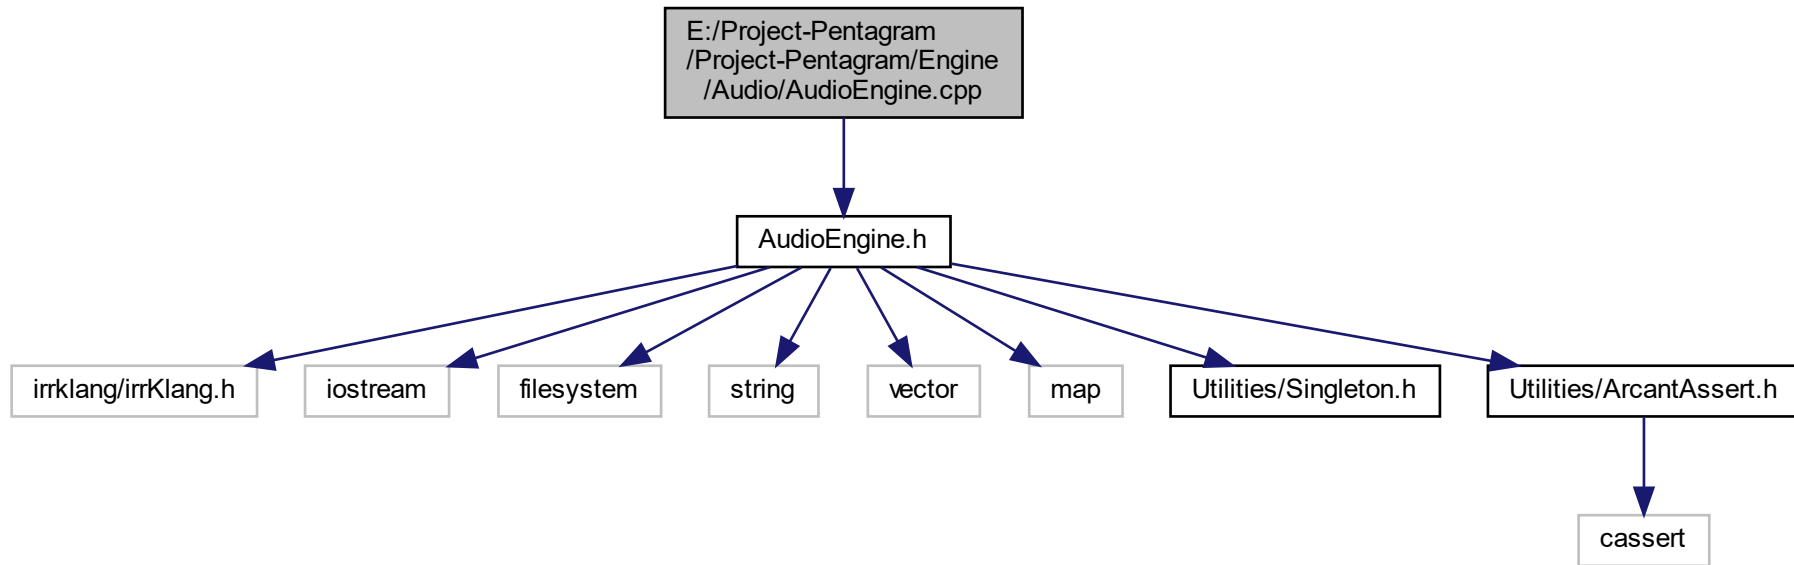 E:/Project-Pentagram
/Project-Pentagram/Engine
/Audio/AudioEngine.cpp
AudioEngine.h
irrklang/irrKlang.h
iostream
filesystem
string
vector
map
Utilities/Singleton.h
Utilities/ArcantAssert.h
cassert